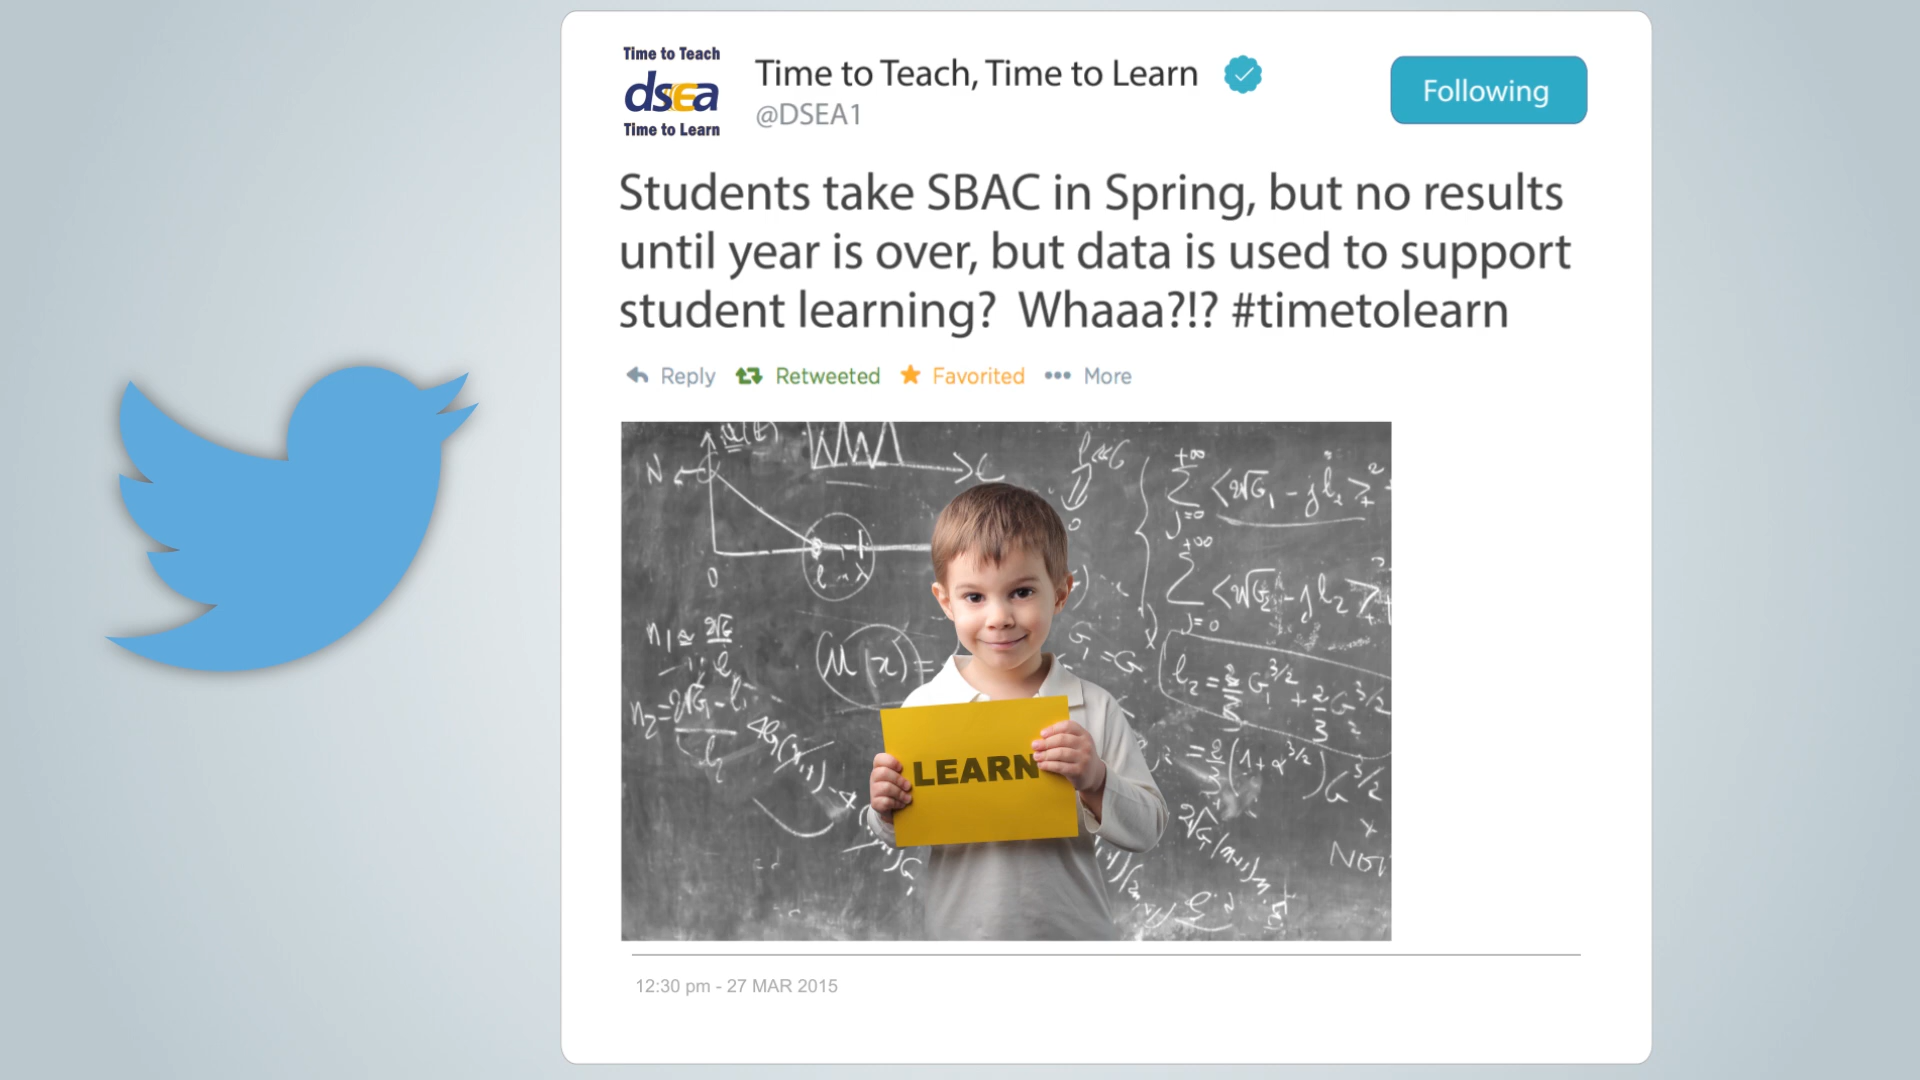 Time to Teach
dsea
Time to Learn
Time to Teach, Time to Learn
@DSEA1
Following
Students take SBAC in Spring, but no results
until year is over, but data is used to support
student learning?  Whaaa?!? #timetolearn
Reply Retweeted Favorited More
LEARN
12:30 pm - 27 MAR 2015